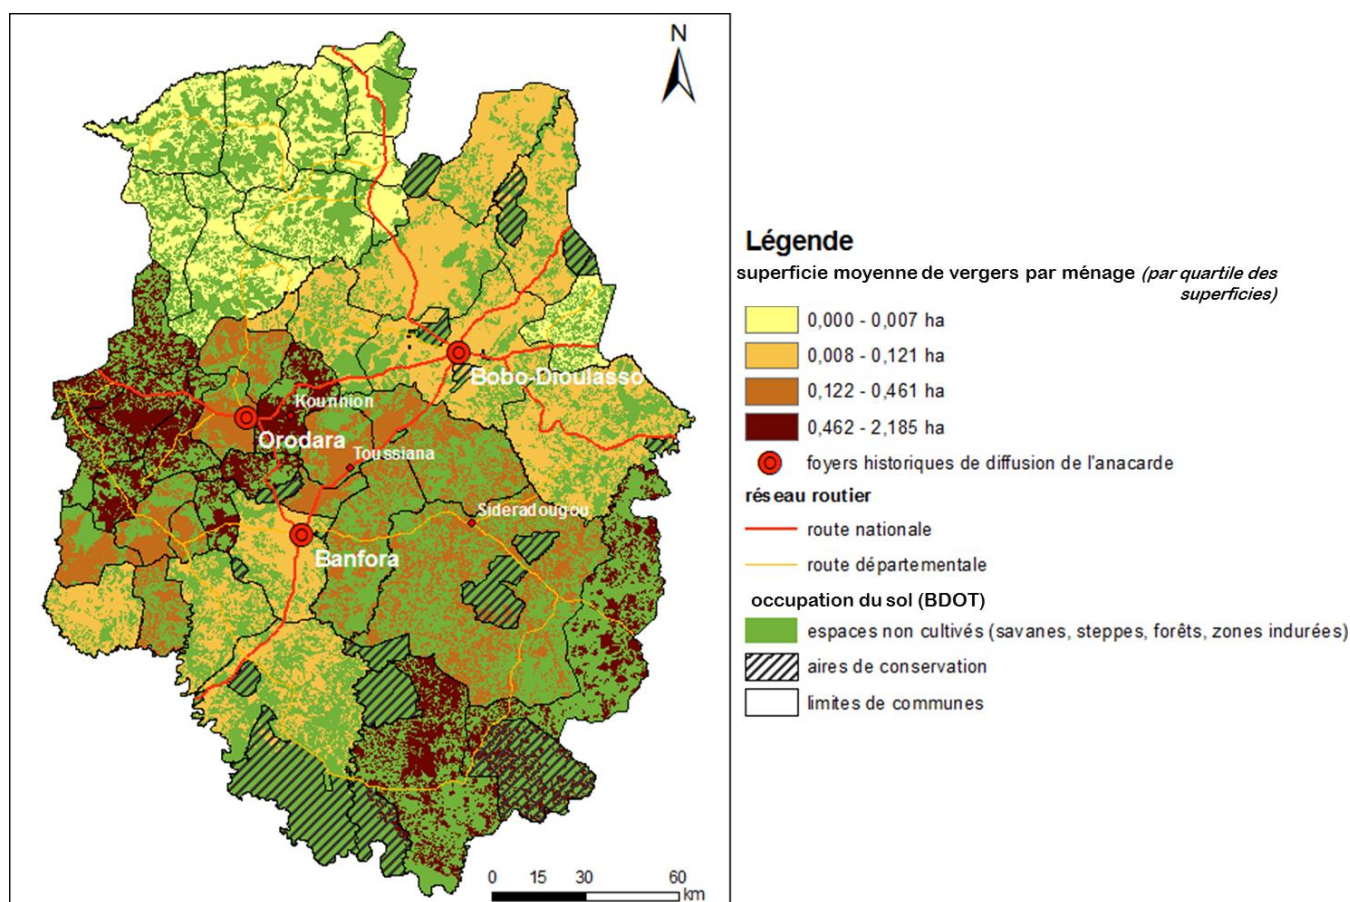 N
Bobo-Dioulasso
Kourinion
Orodara
Toussiana
Sideradougou
Banfora
0 15 30 60
km
Légende
superficie moyenne de vergers par ménage (par quartile des
superficies)
0,000 - 0,007 ha
0,008 - 0,121 ha
0,122 - 0,461 ha
0,462 - 2,185 ha
foyers historiques de diffusion de l'anacarde
réseau routier
route nationale
route départementale
occupation du sol (BDOT)
espaces non cultivés (savanes, steppes, forêts, zones indurées)
aires de conservation
limites de communes